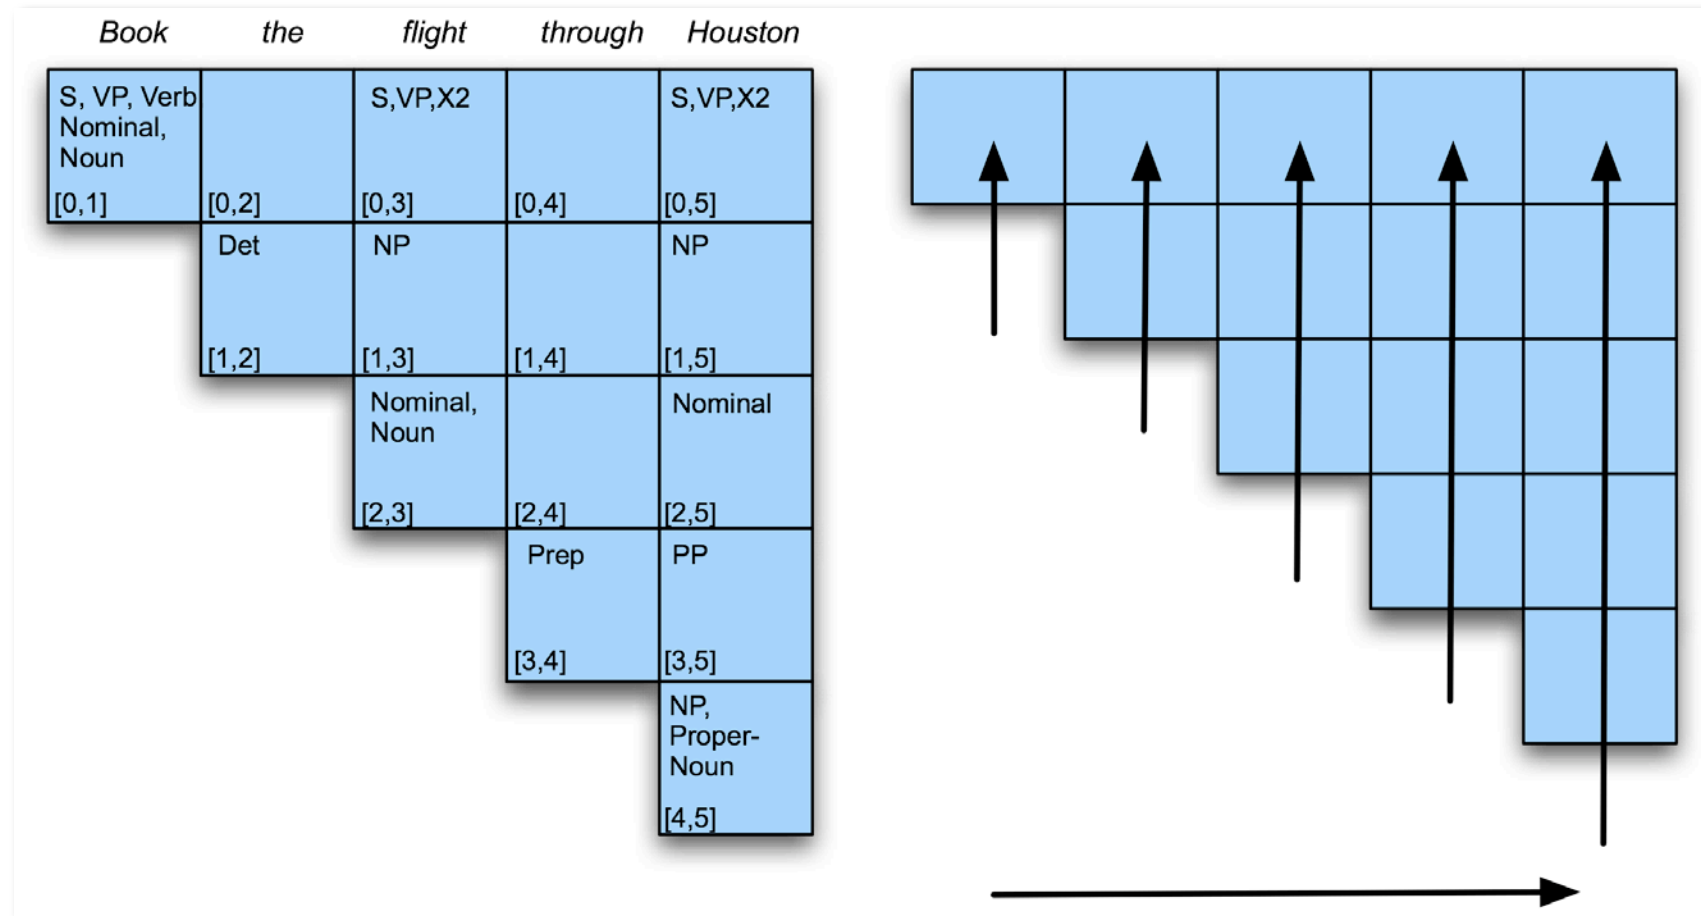 Book the flight through Houston
S, VP, Verb
Nominal,
Noun
[0,1]
[0,2]
S,VP,X2
[0,3]
[0,4]
S,VP,X2
[0,5]
Det
[1,2]
NP
[1,3]
[1,4]
NP
[1,5]
Nominal,
Noun
[2,3]
[2,4]
Nominal
[2,5]
Prep
[3,4]
PP
[3,5]
NP,
Proper-
Noun
[4,5]